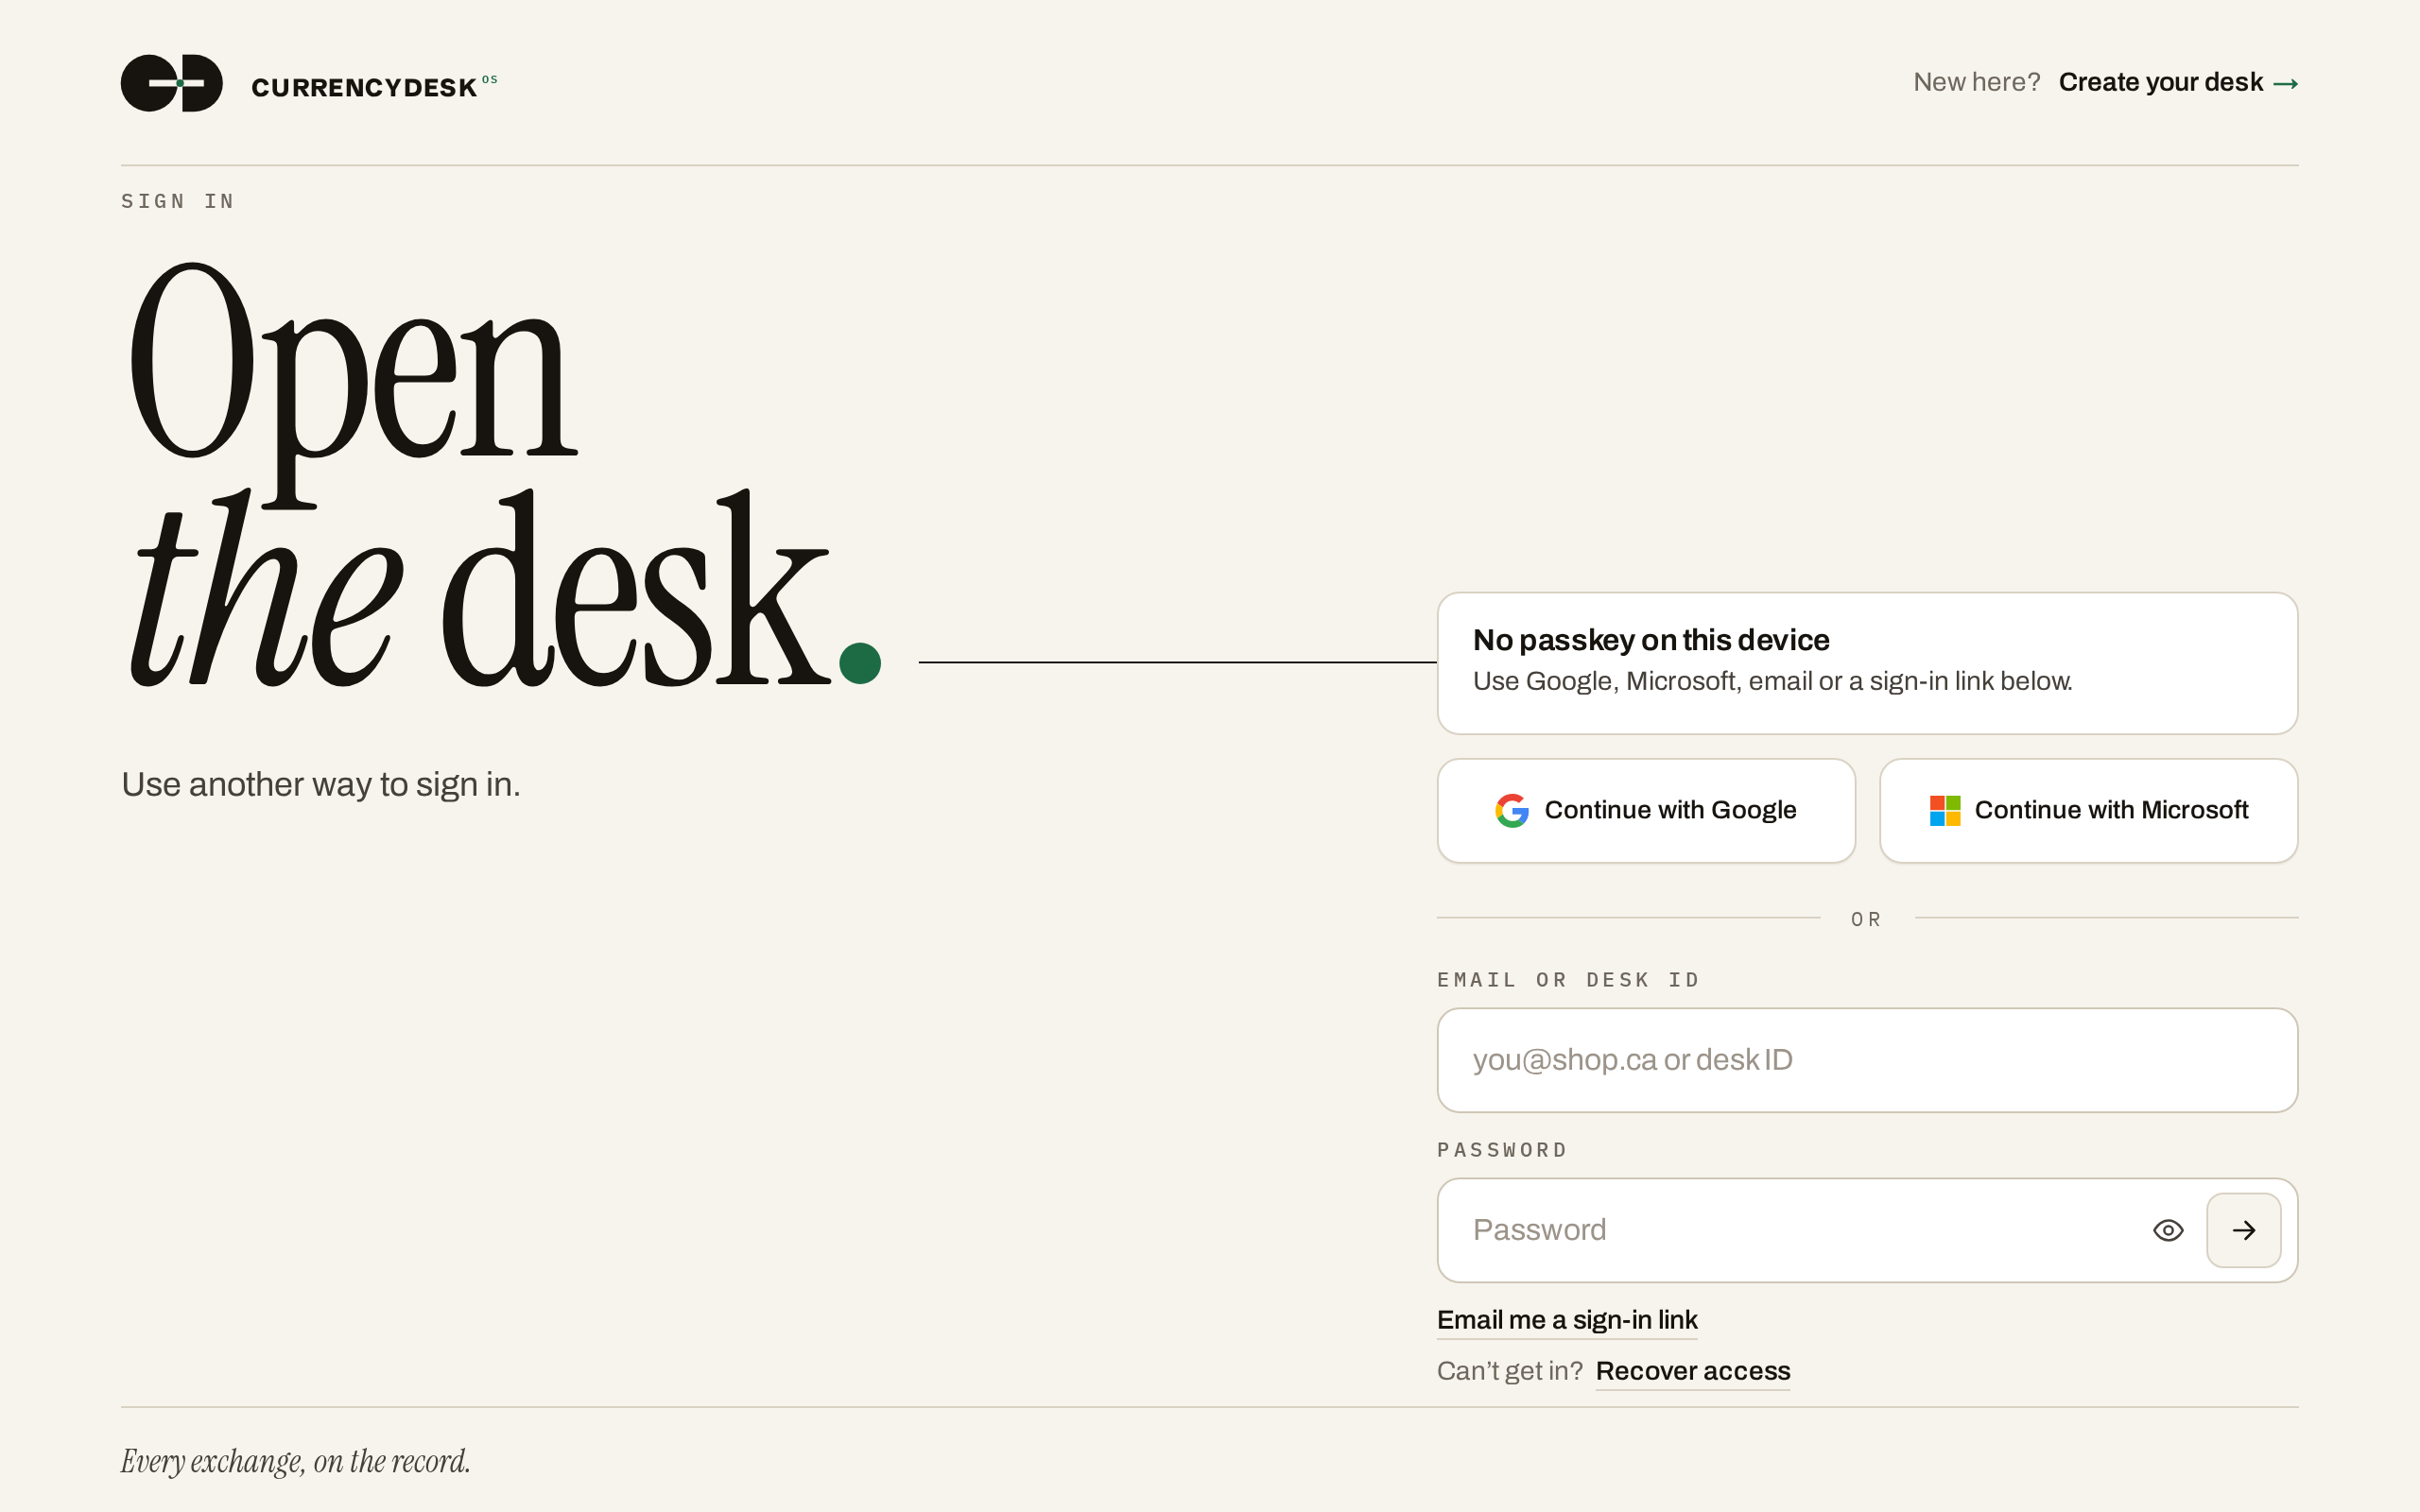 CURRENCYDESK OS
New here? Create your desk →
SIGN IN
Open
the desk.
Use another way to sign in.
No passkey on this device
Use Google, Microsoft, email or a sign-in link below.
Continue with Google
Continue with Microsoft
OR
EMAIL OR DESK ID
you@shop.ca or desk ID
PASSWORD
Password
Email me a sign-in link
Can’t get in? Recover access
Every exchange, on the record.